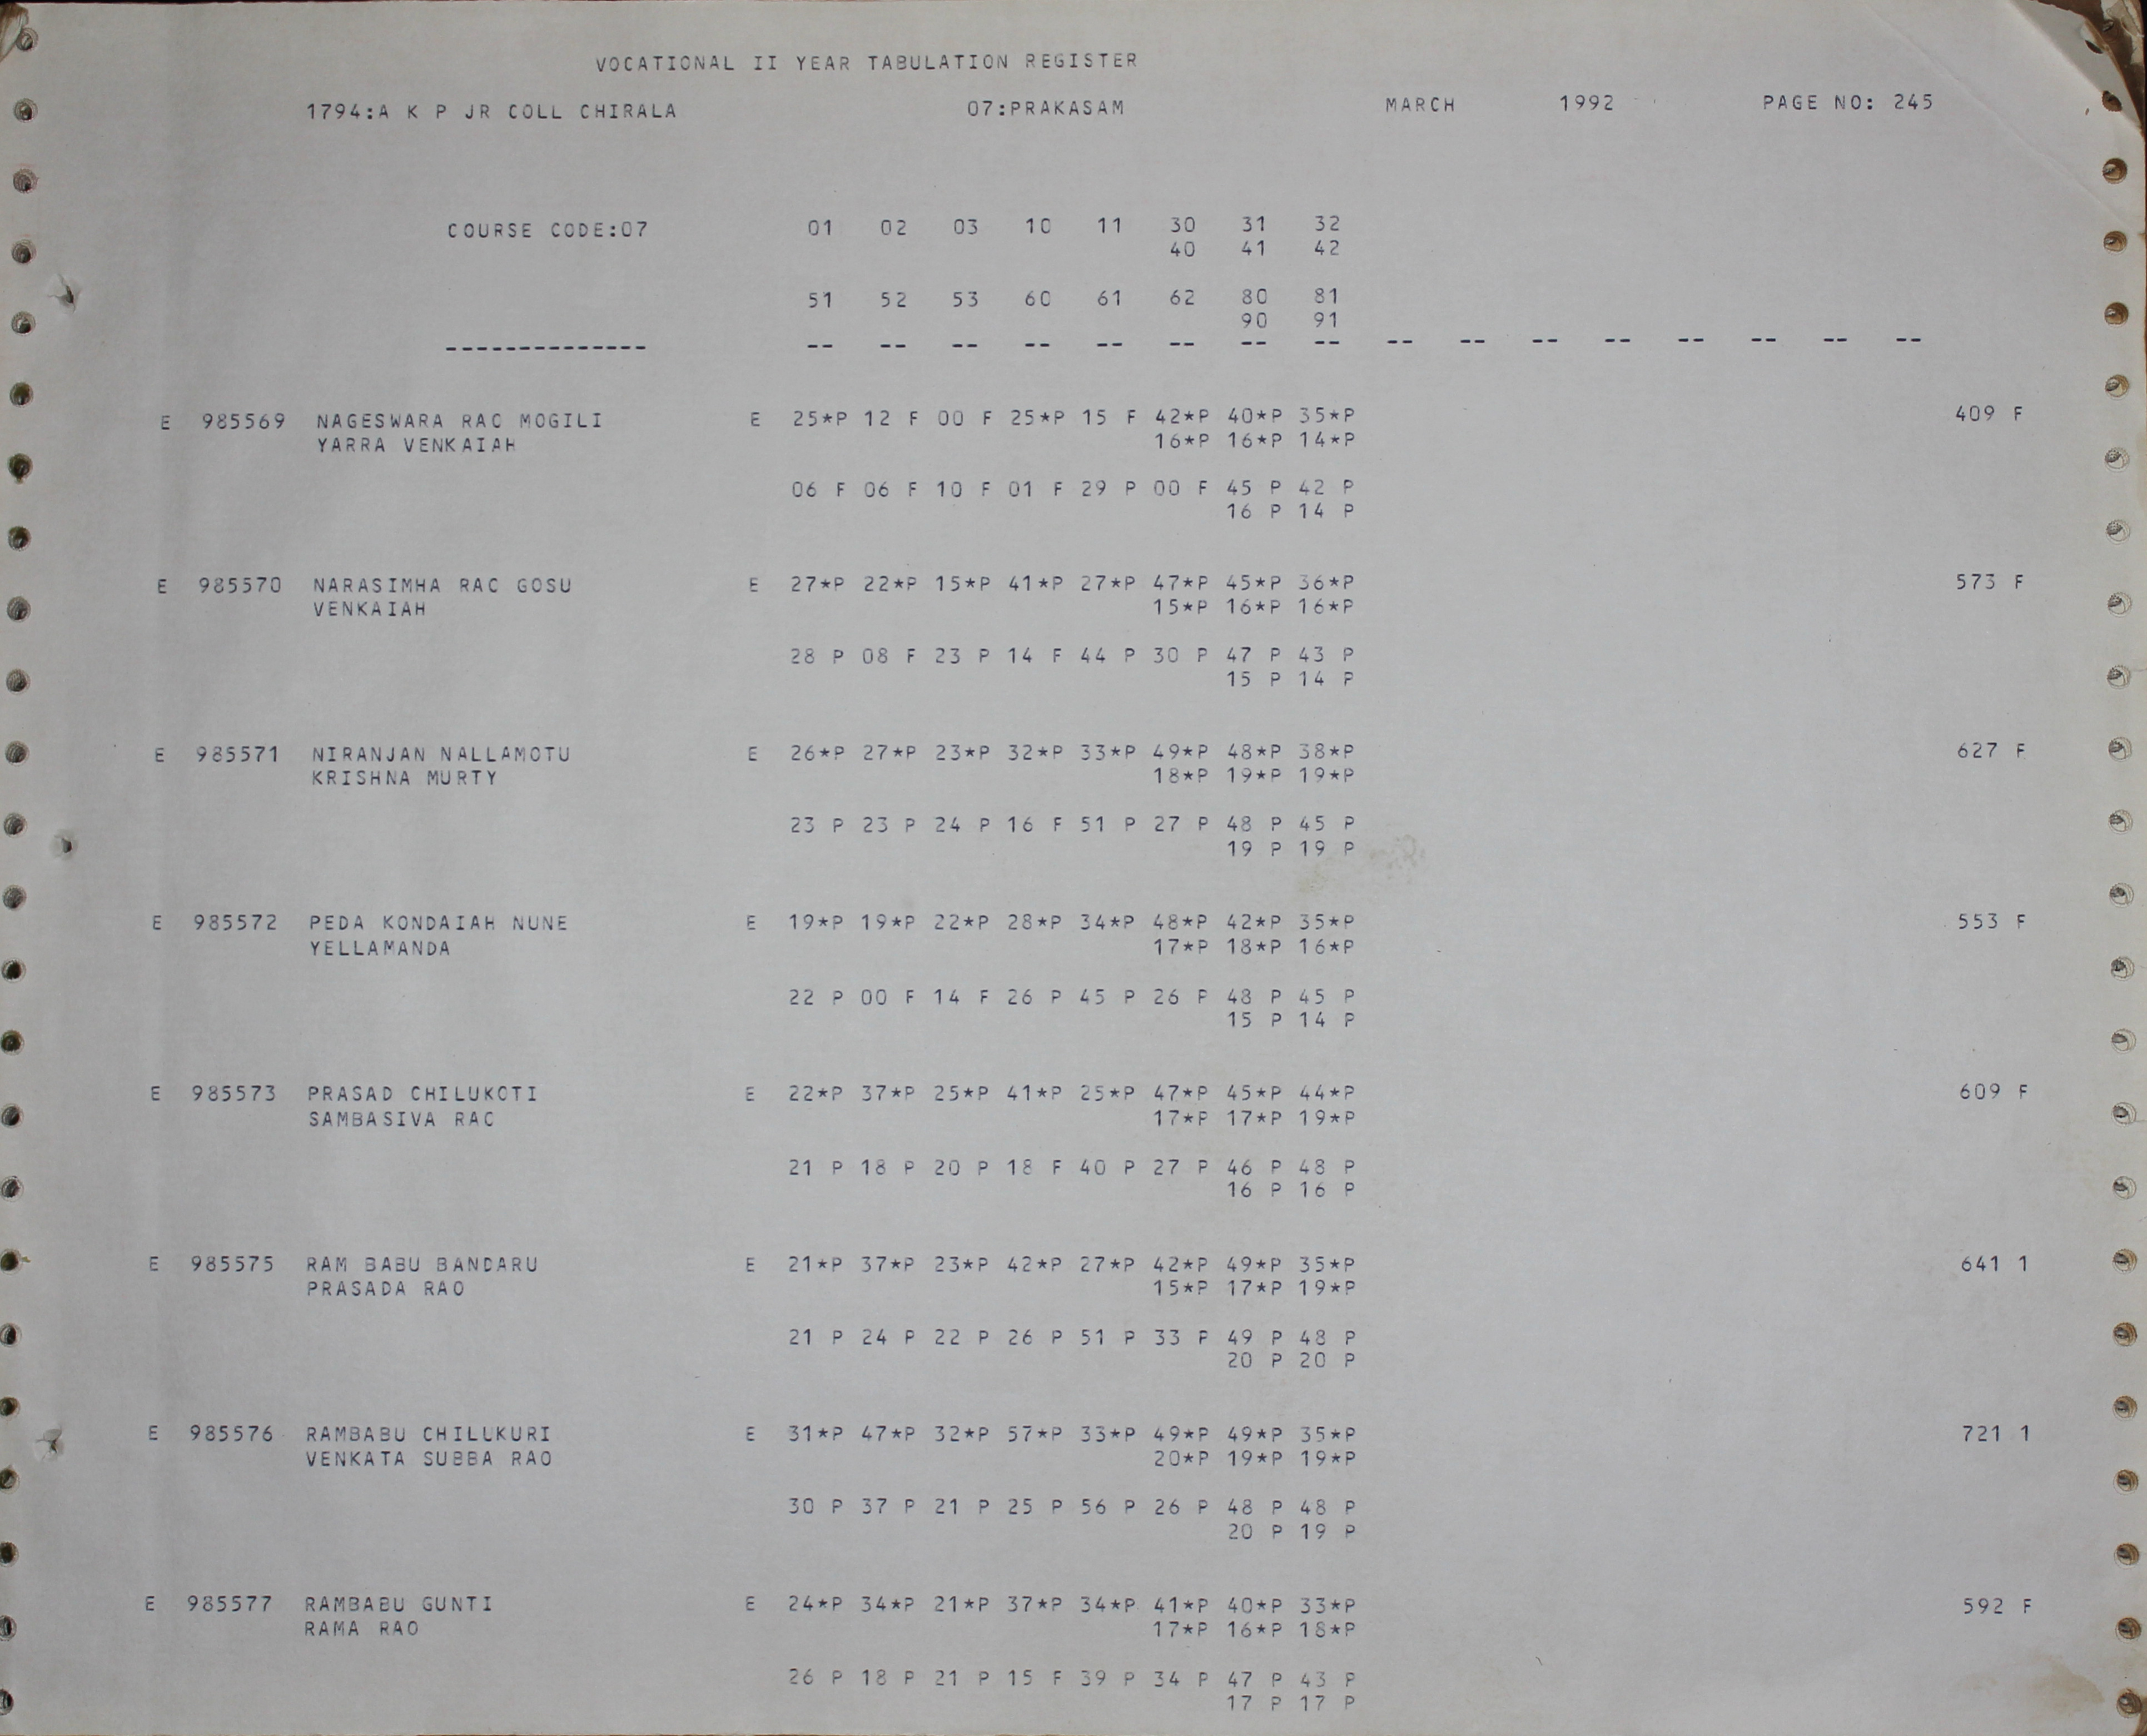 VOCATIONAL II YEAR TABULATION REGISTER
1794:A K P JR COLL CHIRALA 07:PRAKASAM MARCH 1992 PAGE NO: 245
COURSE CODE:07 01 02 03 10 11 30 31 32
40 41 42
51 52 53 60 61 62 80 81
90 91
-------------- -- -- -- -- -- -- -- -- -- -- -- -- -- -- -- --
E 985569 NAGESWARA RAO MOGILI E 25*P 12 F 00 F 25*P 15 F 42*P 40*P 35*P 409 F
YARRA VENKAIAH 16*P 16*P 14*P
06 F 06 F 10 F 01 F 29 P 00 F 45 P 42 P
16 P 14 P
E 985570 NARASIMHA RAO GOSU E 27*P 22*P 15*P 41*P 27*P 47*P 45*P 36*P 573 F
VENKAIAH 15*P 16*P 16*P
28 P 08 F 23 P 14 F 44 P 30 P 47 P 43 P
15 P 14 P
E 985571 NIRANJAN NALLAMOTU E 26*P 27*P 23*P 32*P 33*P 49*P 48*P 38*P 627 F
KRISHNA MURTY 18*P 19*P 19*P
23 P 23 P 24 P 16 F 51 P 27 P 48 P 45 P
19 P 19 P
E 985572 PEDA KONDAIAH NUNE E 19*P 19*P 22*P 28*P 34*P 48*P 42*P 35*P 553 F
YELLAMANDA 17*P 18*P 16*P
22 P 00 F 14 F 26 P 45 P 26 P 48 P 45 P
15 P 14 P
E 985573 PRASAD CHILUKOTI E 22*P 37*P 25*P 41*P 25*P 47*P 45*P 44*P 609 F
SAMBASIVA RAO 17*P 17*P 19*P
21 P 18 P 20 P 18 F 40 P 27 P 46 P 48 P
16 P 16 P
E 985575 RAM BABU BANDARU E 21*P 37*P 23*P 42*P 27*P 42*P 49*P 35*P 641 1
PRASADA RAO 15*P 17*P 19*P
21 P 24 P 22 P 26 P 51 P 33 P 49 P 48 P
20 P 20 P
E 985576 RAMBABU CHILUKURI E 31*P 47*P 32*P 57*P 33*P 49*P 49*P 35*P 721 1
VENKATA SUBBA RAO 20*P 19*P 19*P
30 P 37 P 21 P 25 P 56 P 26 P 48 P 48 P
20 P 19 P
E 985577 RAMBABU GUNTI E 24*P 34*P 21*P 37*P 34*P 41*P 40*P 33*P 592 F
RAMA RAO 17*P 16*P 18*P
26 P 18 P 21 P 15 F 39 P 34 P 47 P 43 P
17 P 17 P